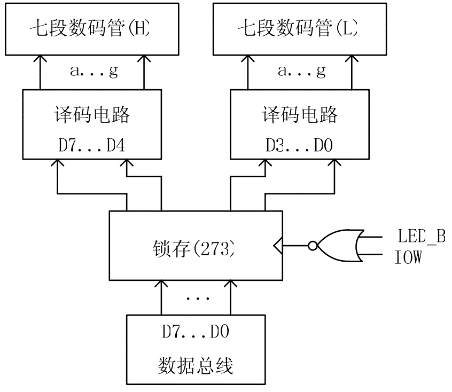 七段数码管(H)
七段数码管(L)
a...g
a...g
译码电路
D7...D4
译码电路
D3...D0
锁存(273)
LED_B
IOW
...
D7...D0
数据总线